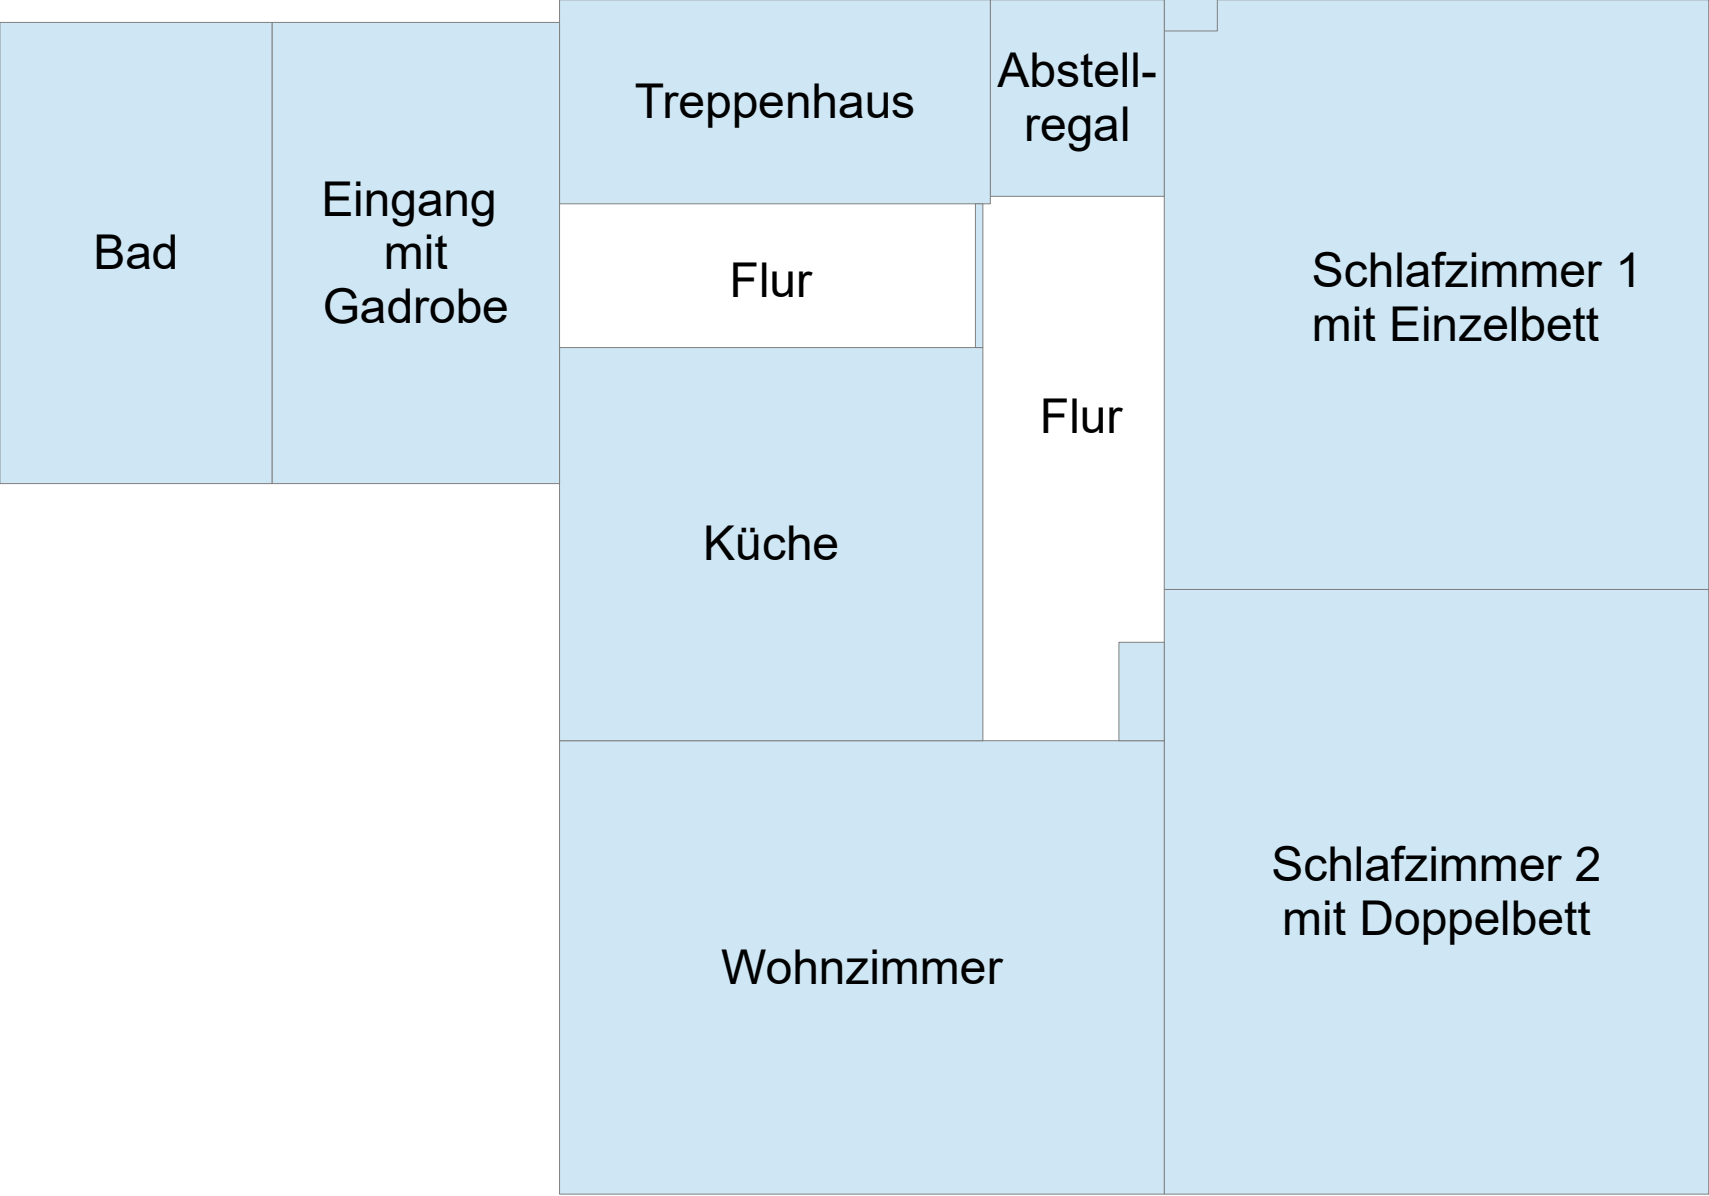 Treppenhaus
Abstell-
regal
Bad
Eingang
mit
Gadrobe
Flur
Schlafzimmer 1
mit Einzelbett
Flur
Küche
Schlafzimmer 2
mit Doppelbett
Wohnzimmer